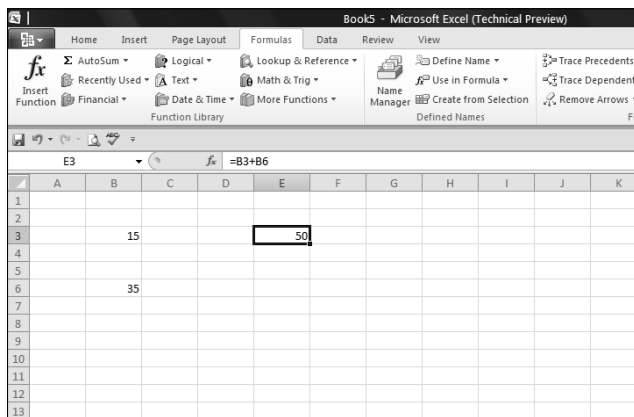 Book5 - Microsoft Excel (Technical Preview)
Home Insert Page Layout Formulas Data Review View
fx Insert Function
Σ AutoSum Logical Lookup & Reference
Recently Used Text Math & Trig
Financial Date & Time More Functions
Function Library
Name Manager
Define Name
Use in Formula
Create from Selection
Defined Names
Trace Precedents
Trace Dependent
Remove Arrows
F
ABC
E3 fx =B3+B6
A B C D E F G H I J K
1
2
3 15 50
4
5
6 35
7
8
9
10
11
12
13